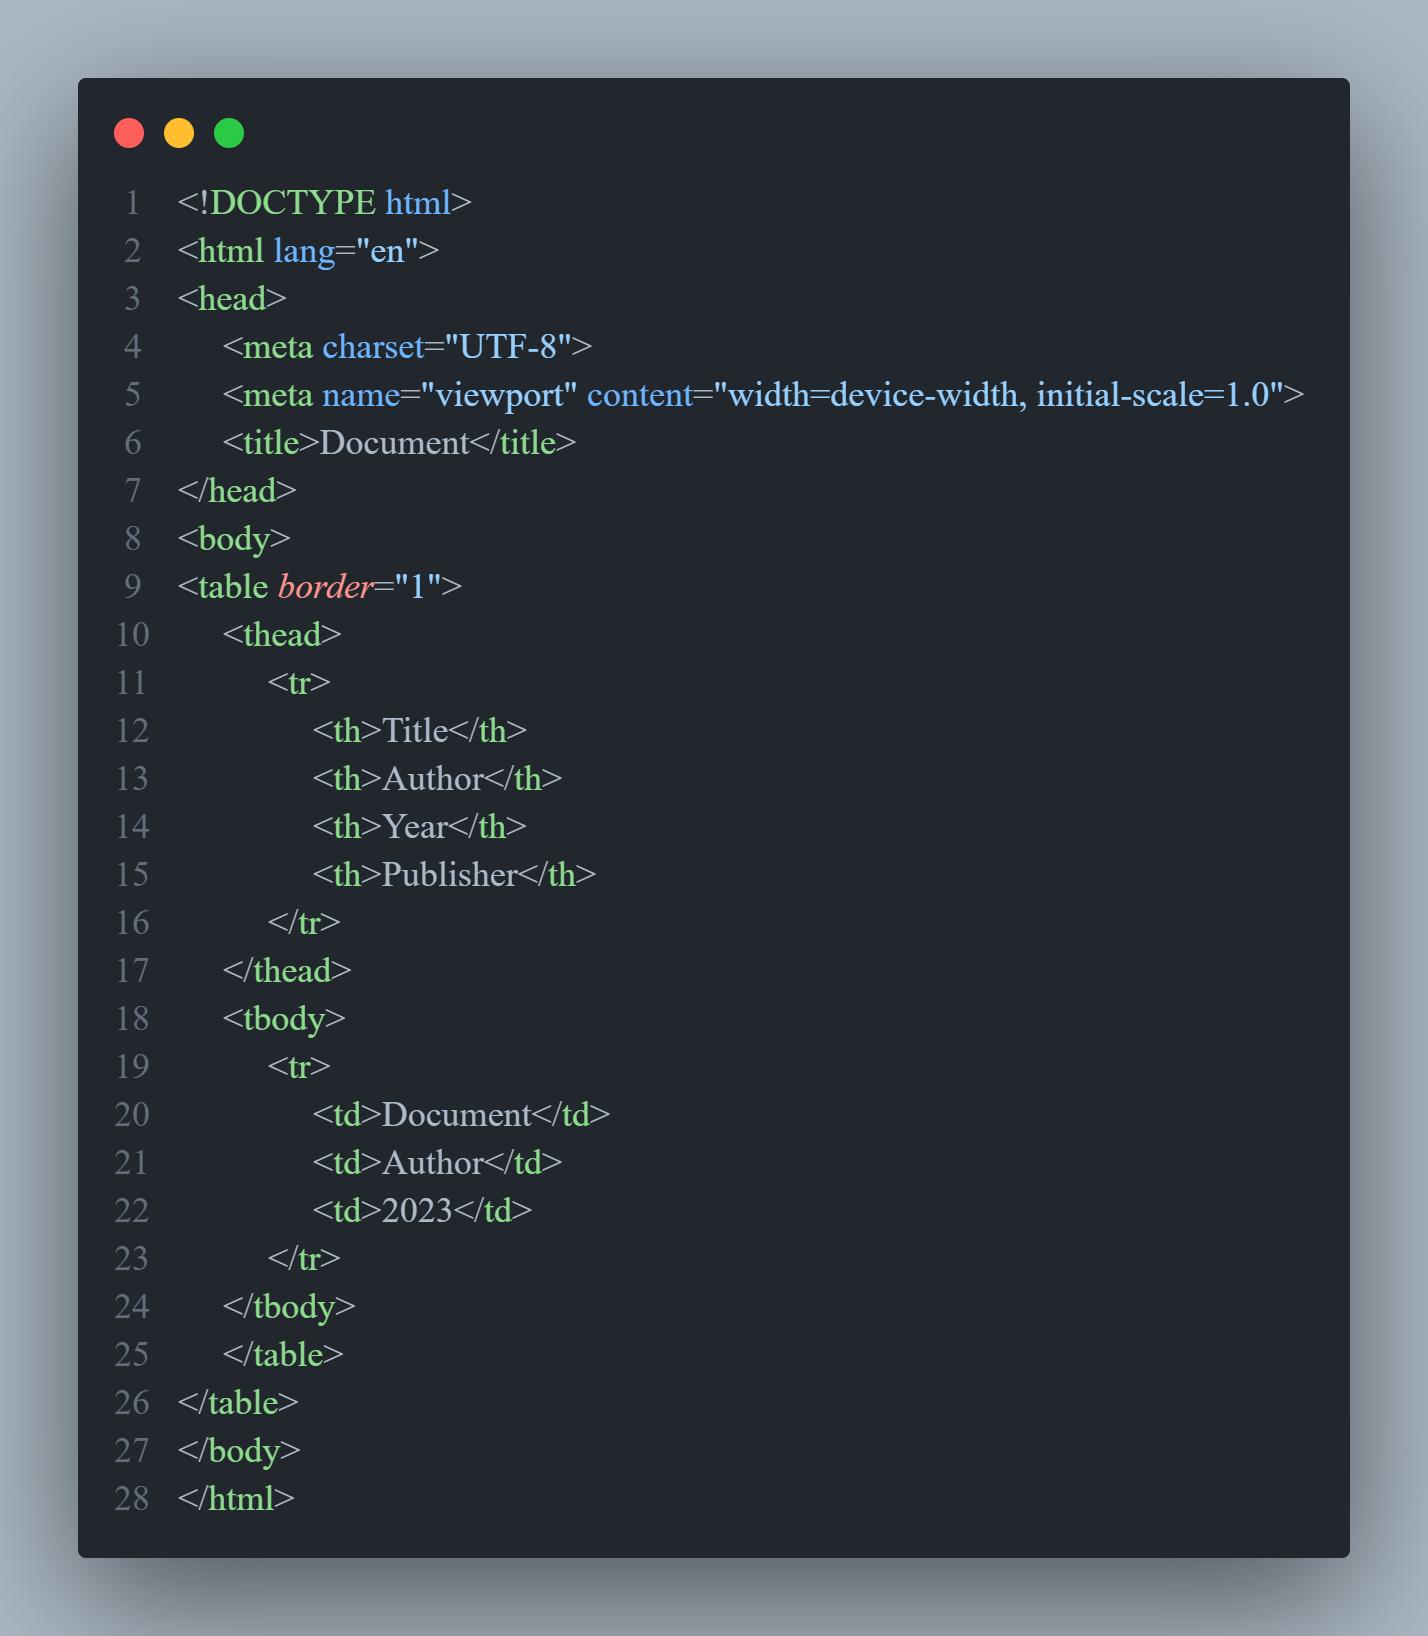 1 <!DOCTYPE html>
2 <html lang="en">
3 <head>
4     <meta charset="UTF-8">
5     <meta name="viewport" content="width=device-width, initial-scale=1.0">
6     <title>Document</title>
7 </head>
8 <body>
9 <table border="1">
10     <thead>
11         <tr>
12             <th>Title</th>
13             <th>Author</th>
14             <th>Year</th>
15             <th>Publisher</th>
16         </tr>
17     </thead>
18     <tbody>
19         <tr>
20             <td>Document</td>
21             <td>Author</td>
22             <td>2023</td>
23         </tr>
24     </tbody>
25     </table>
26 </table>
27 </body>
28 </html>